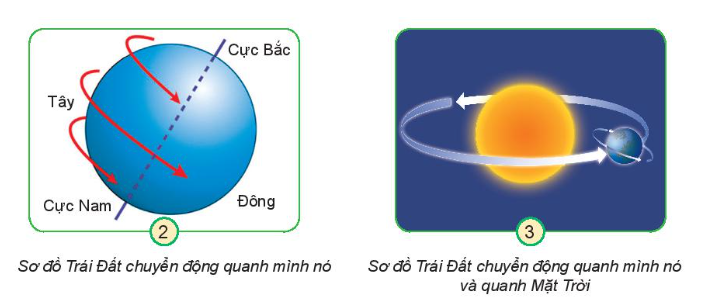 Cực Bắc
Tây
Cực Nam
Đông
2
Sơ đồ Trái Đất chuyển động quanh mình nó
3
Sơ đồ Trái Đất chuyển động quanh mình nó
và quanh Mặt Trời